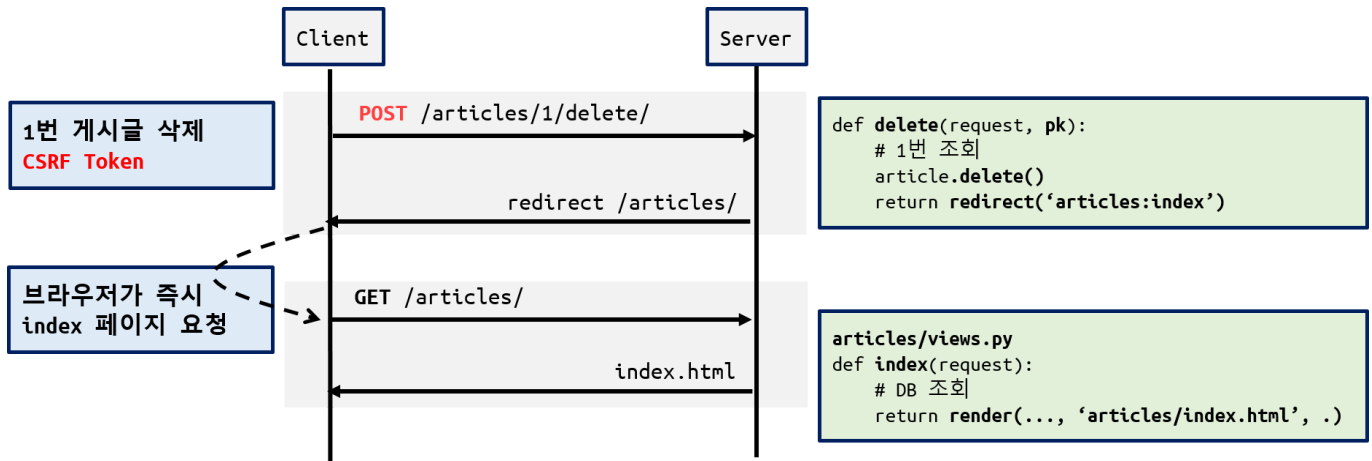 Client
Server
1번 게시글 삭제
CSRF Token
POST /articles/1/delete/
redirect /articles/
def delete(request, pk):
# 1번 조회
article.delete()
return redirect(‘articles:index’)
브라우저가 즉시
index 페이지 요청
GET /articles/
index.html
articles/views.py
def index(request):
# DB 조회
return render(..., ‘articles/index.html’, .)